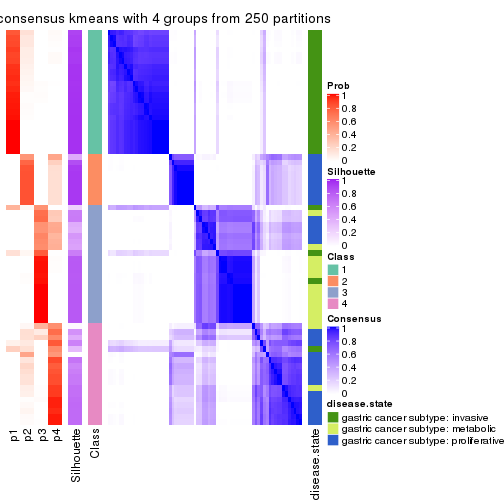 consensus kmeans with 4 groups from 250 partitions
Prob
1
0.8
0.6
0.4
0.2
0
Silhouette
1
0.8
0.6
0.4
0.2
0
Class
1
2
3
4
Consensus
1
0.8
0.6
0.4
0.2
0
disease.state
gastric cancer subtype: invasive
gastric cancer subtype: metabolic
gastric cancer subtype: proliferative
p1
p2
p3
p4
Silhouette
Class
disease.state